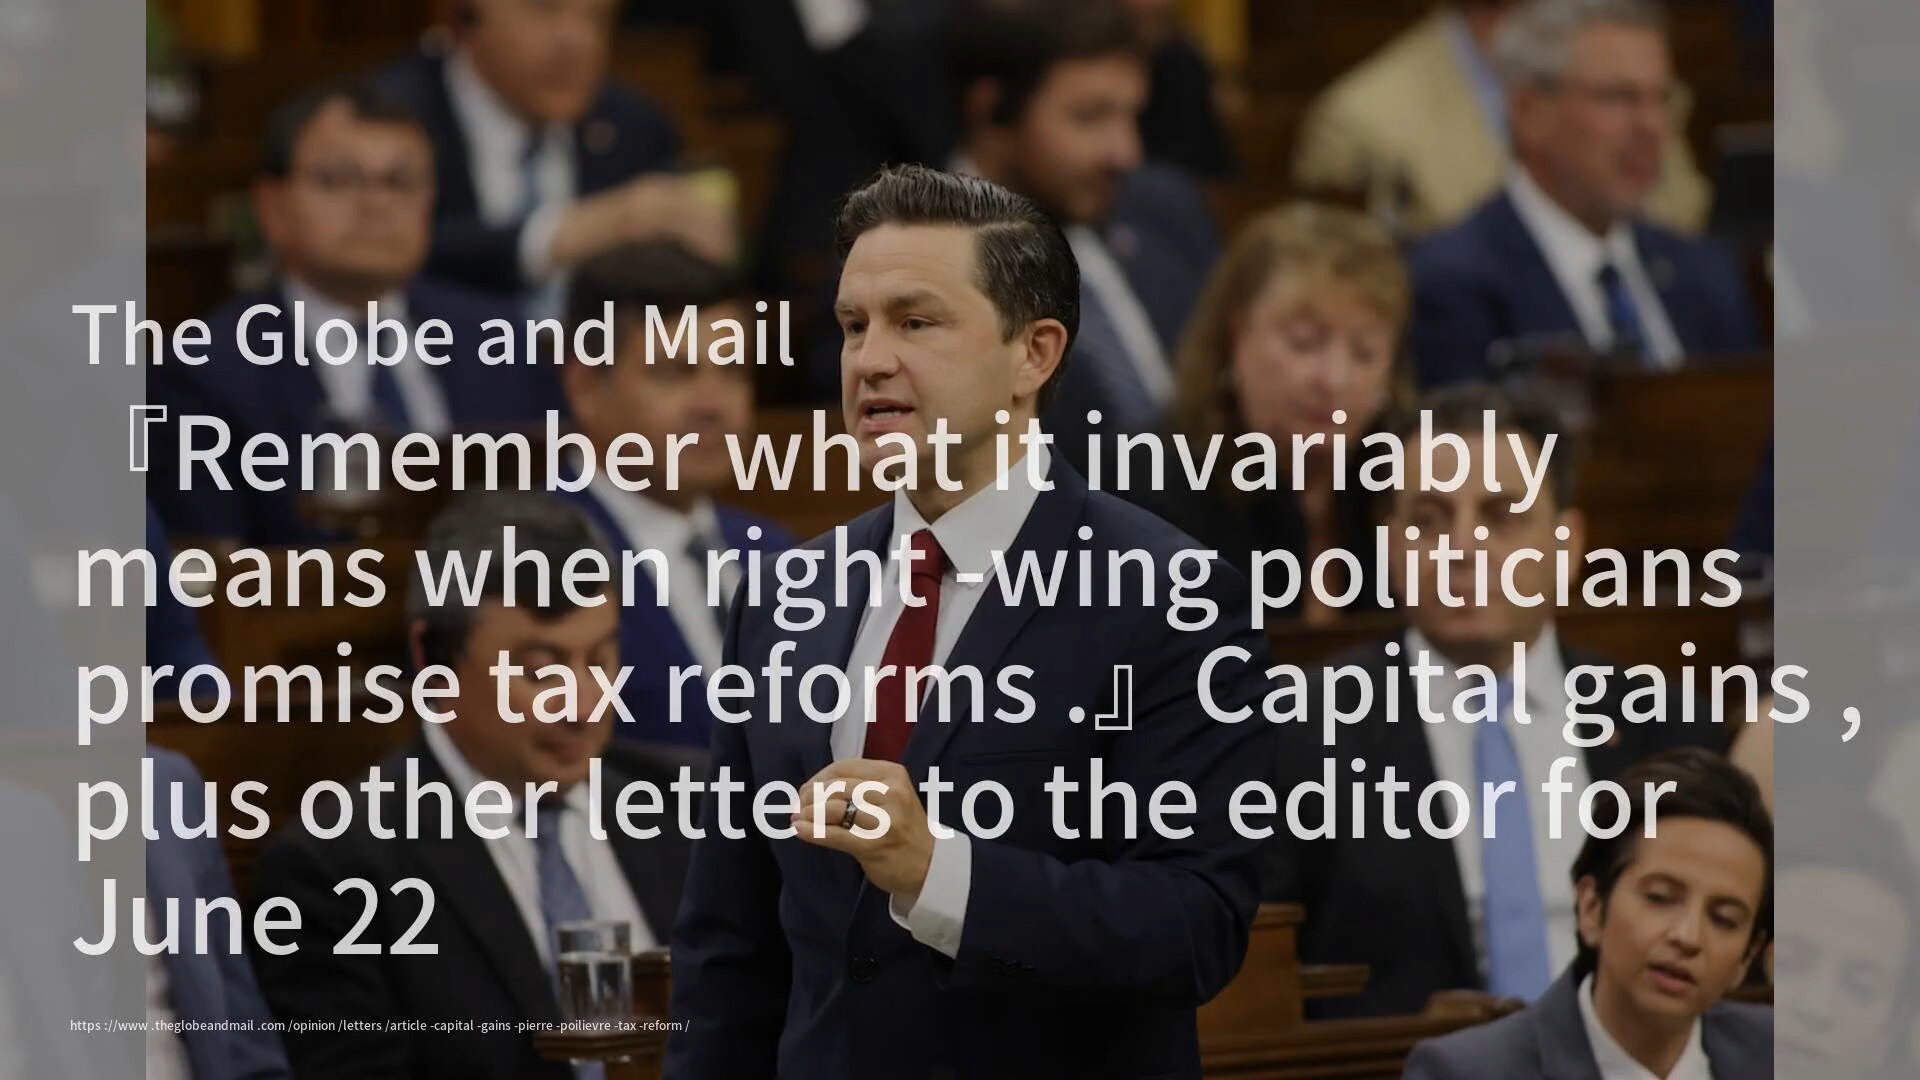 The Globe and Mail
『Remember what it invariably
means when right -wing politicians
promise tax reforms .』 Capital gains ,
plus other letters to the editor for
June 22
https ://www .theglobeandmail .com /opinion /letters /article -capital -gains -pierre -poilievre -tax -reform /